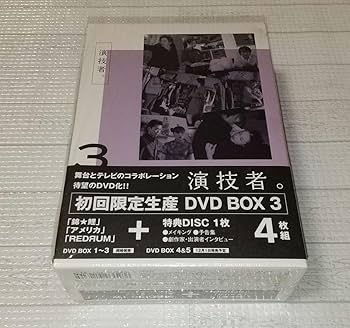 演技者。
3
舞台とテレビのコラボレーション
待望のDVD化!!
演技者。
初回限定生産 DVD BOX 3
「錦★鯉」
「アメリカ」
「REDRUM」
+
特典DISC 1枚
●メイキング ●予告集
●創作家・出演者インタビュー
4枚組
DVD BOX 1~3
DVD BOX 4&5